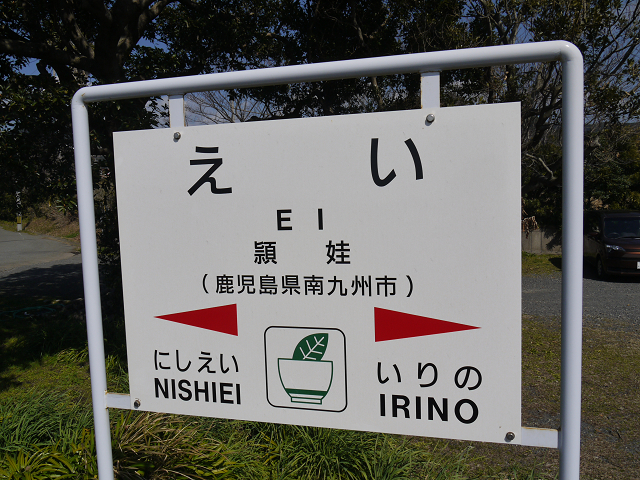 えい
EI
頴娃
(鹿児島県南九州市)
にしえい いりの
NISHIEI IRINO